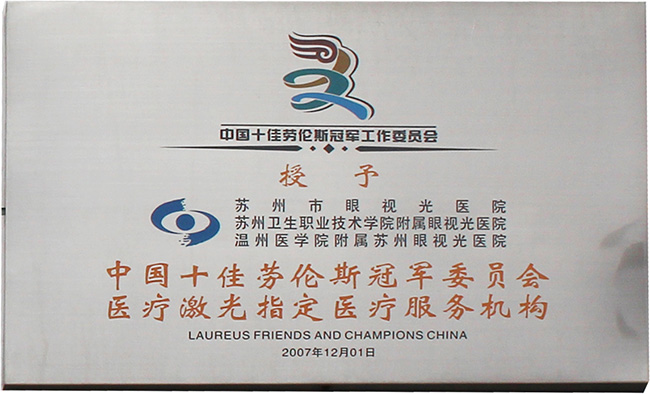 中国十佳劳伦斯冠军工作委员会
授予
苏州市眼视光医院
苏州卫生职业技术学院附属眼视光医院
温州医学院附属苏州眼视光医院
中国十佳劳伦斯冠军委员会
医疗激光指定医疗服务机构
LAUREUS FRIENDS AND CHAMPIONS CHINA
2007年12月01日